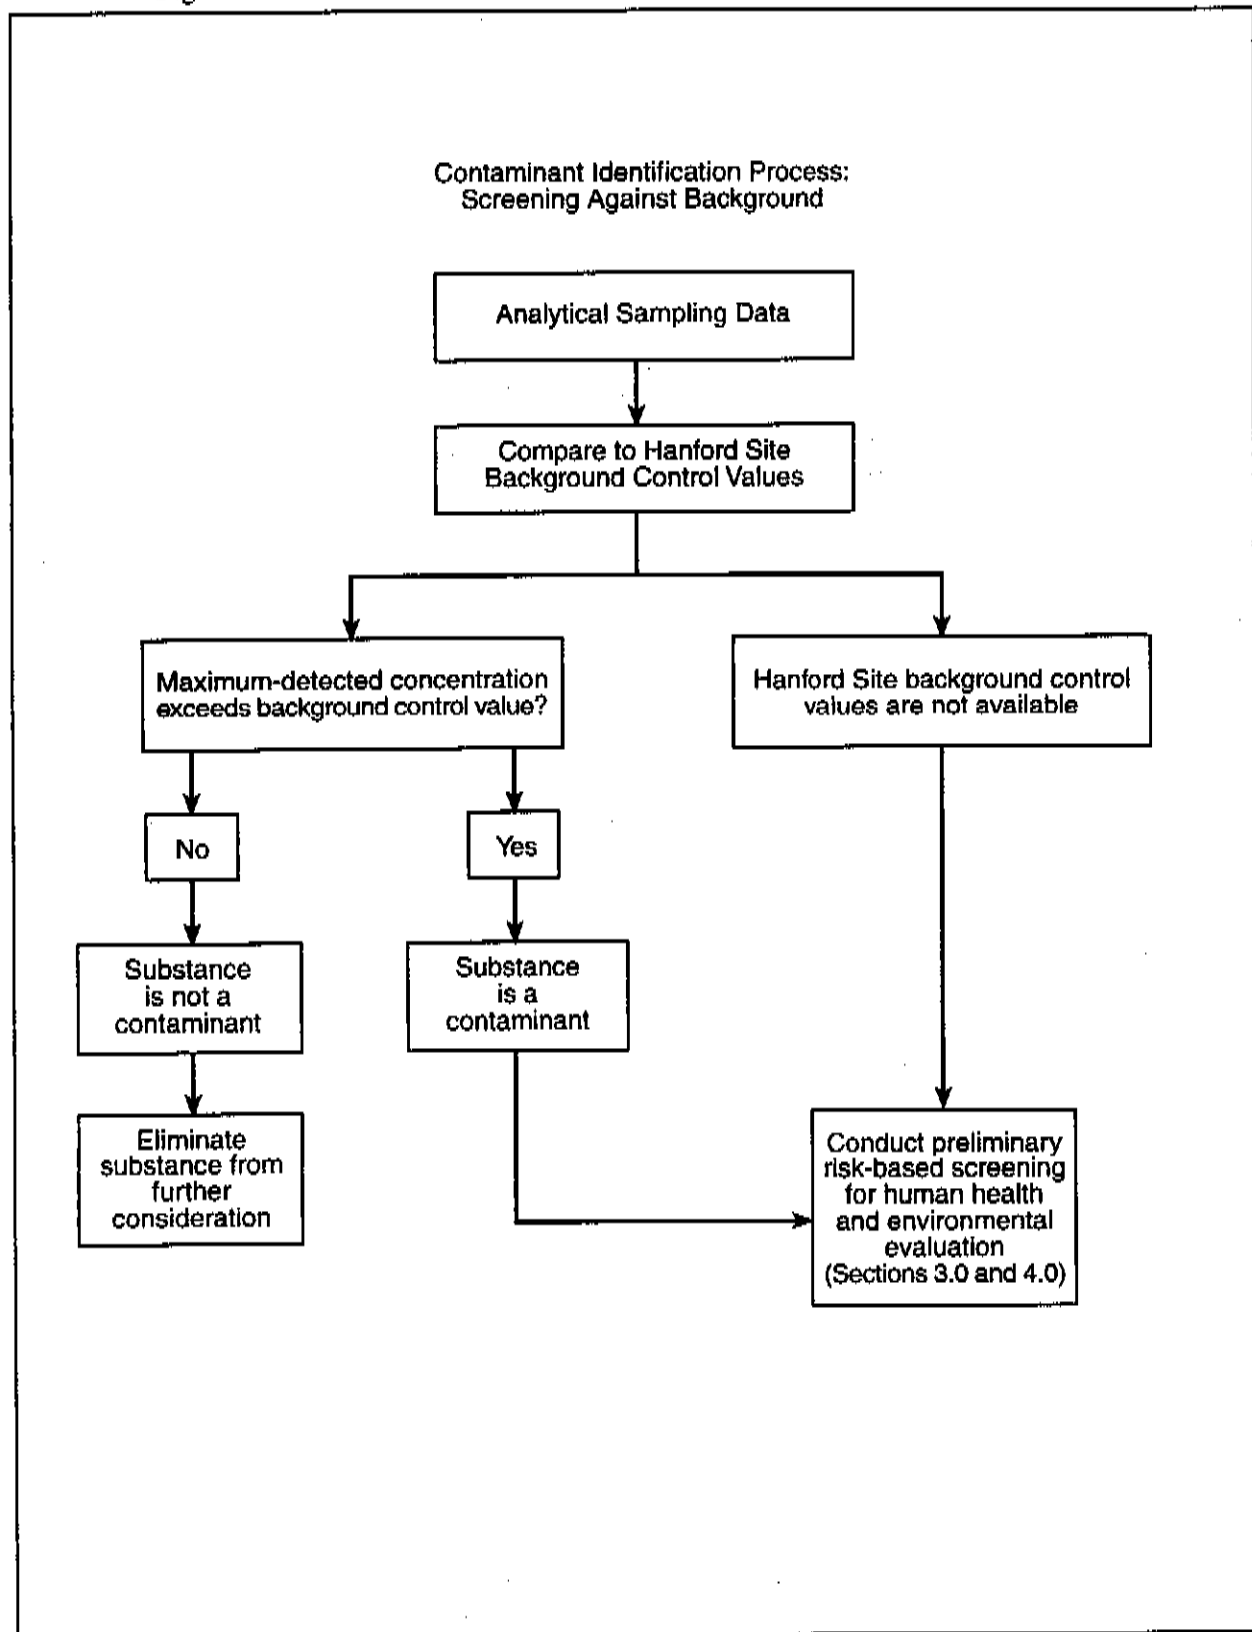 Contaminant Identification Process:
Screening Against Background
Analytical Sampling Data
Compare to Hanford Site
Background Control Values
Maximum-detected concentration
exceeds background control value?
Hanford Site background control
values are not available
No
Yes
Substance
is not a
contaminant
Substance
is a
contaminant
Eliminate
substance from
further
consideration
Conduct preliminary
risk-based screening
for human health
and environmental
evaluation
(Sections 3.0 and 4.0)